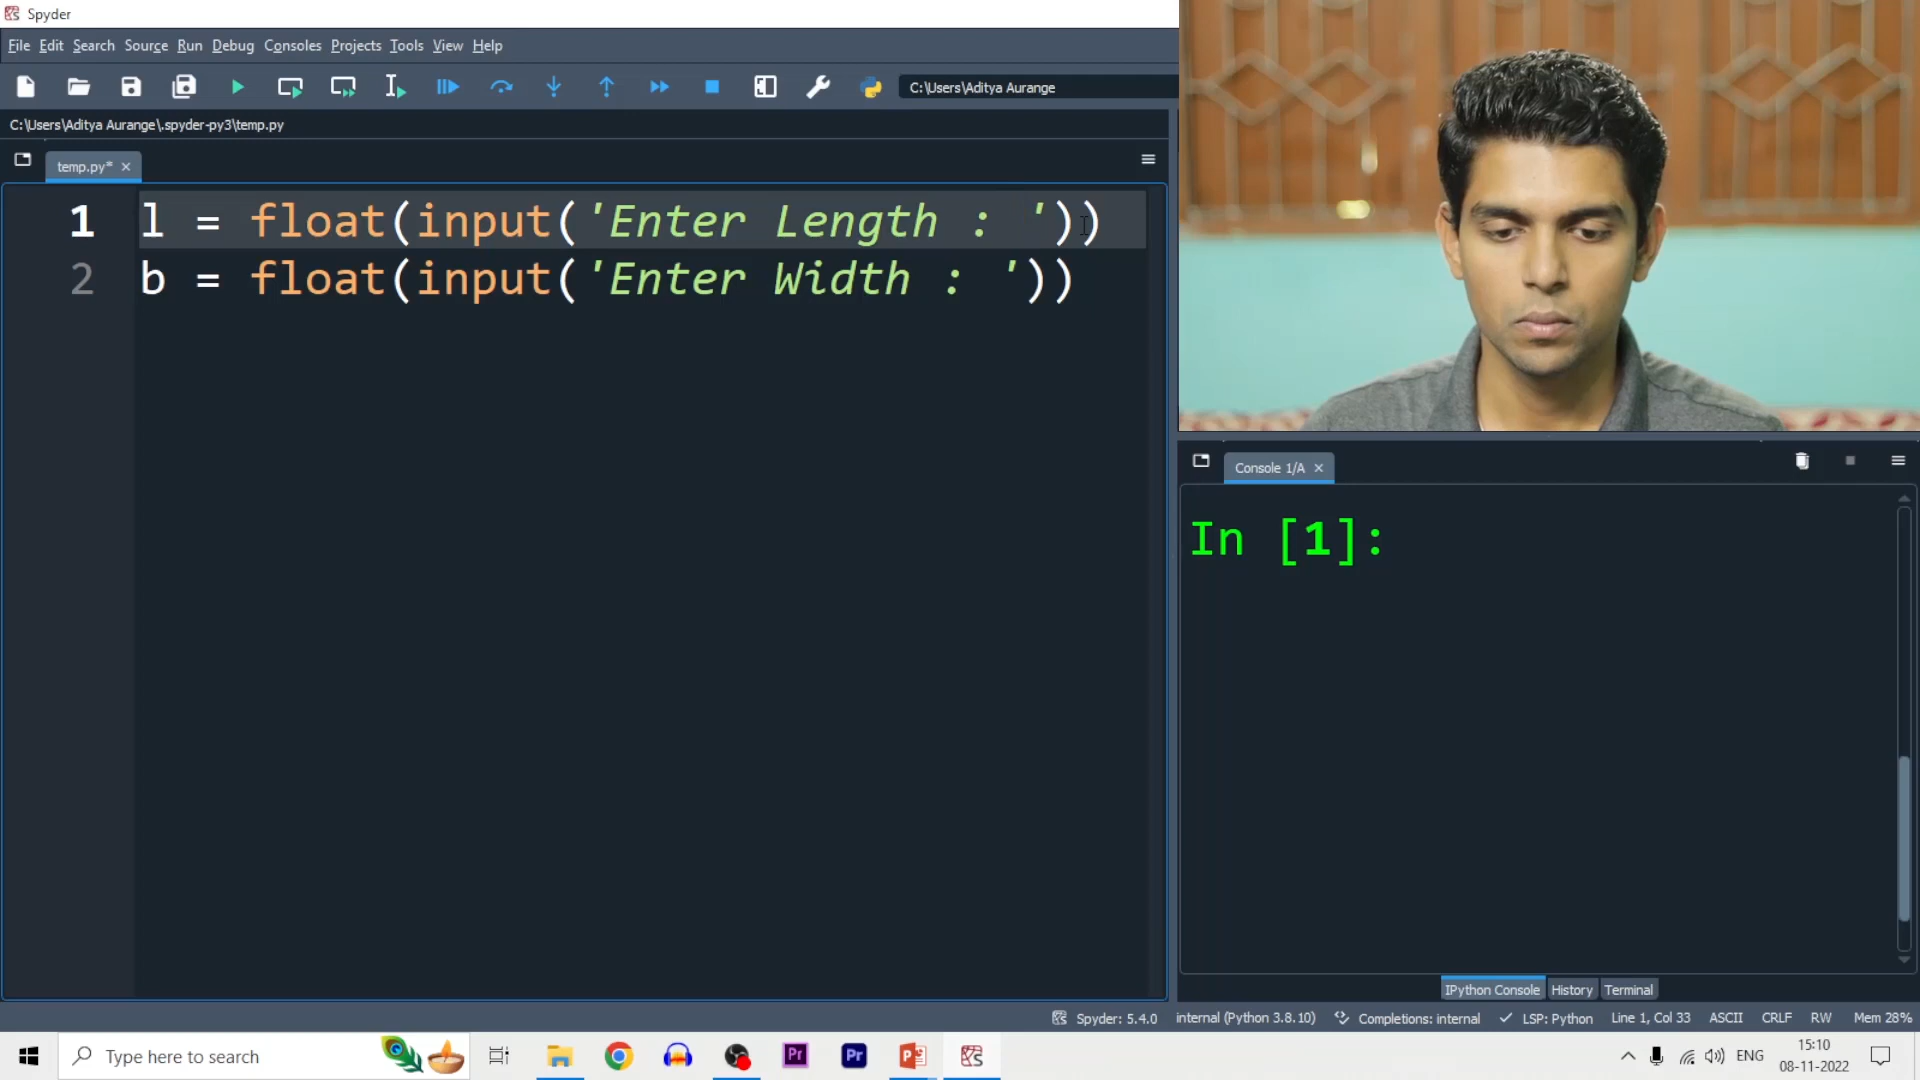 Spyder
File Edit Search Source Run Debug Consoles Projects Tools View Help
C:\Users\Aditya Aurange
C:\Users\Aditya Aurange\.spyder-py3\temp.py
temp.py*
1 l = float(input('Enter Length : '))
2 b = float(input('Enter Width : '))
Console 1/A
In [1]:
IPython Console History Terminal
Spyder: 5.4.0 internal (Python 3.8.10) Completions: internal LSP: Python Line 1, Col 33 ASCII CRLF RW Mem 28%
Type here to search
Pr Pr
ENG
15:10
08-11-2022